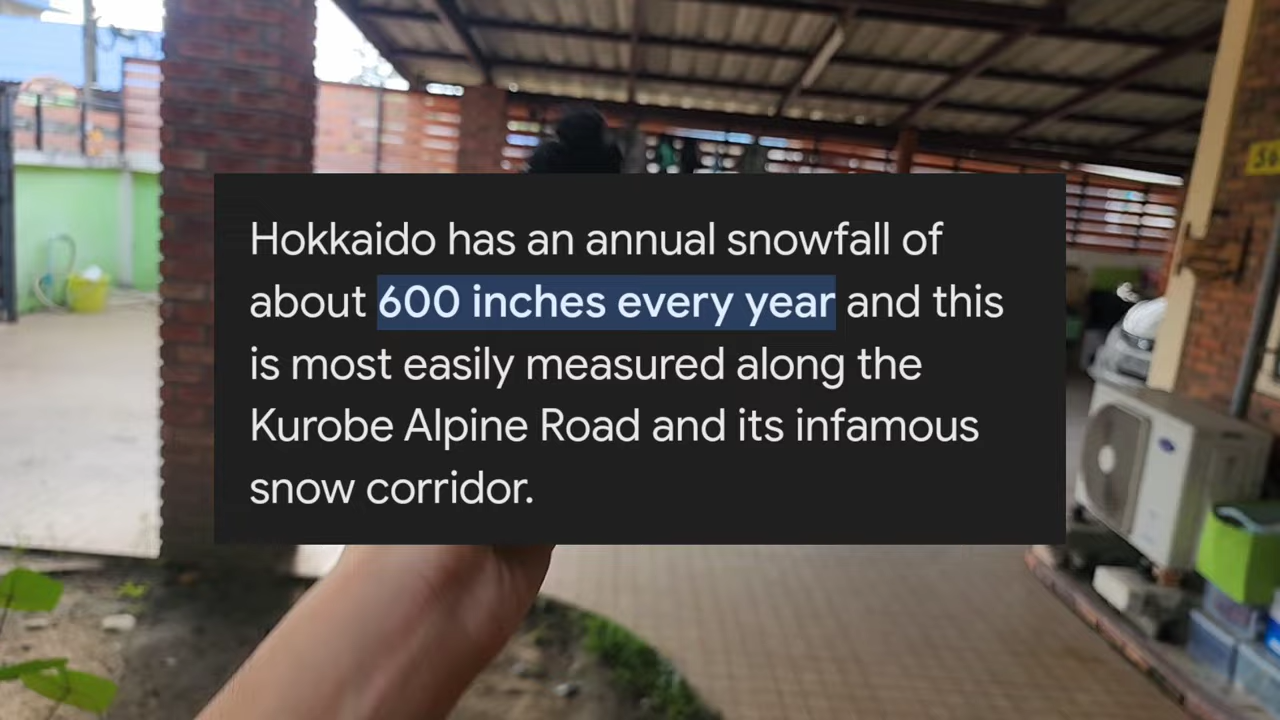 Hokkaido has an annual snowfall of
about 600 inches every year and this
is most easily measured along the
Kurobe Alpine Road and its infamous
snow corridor.